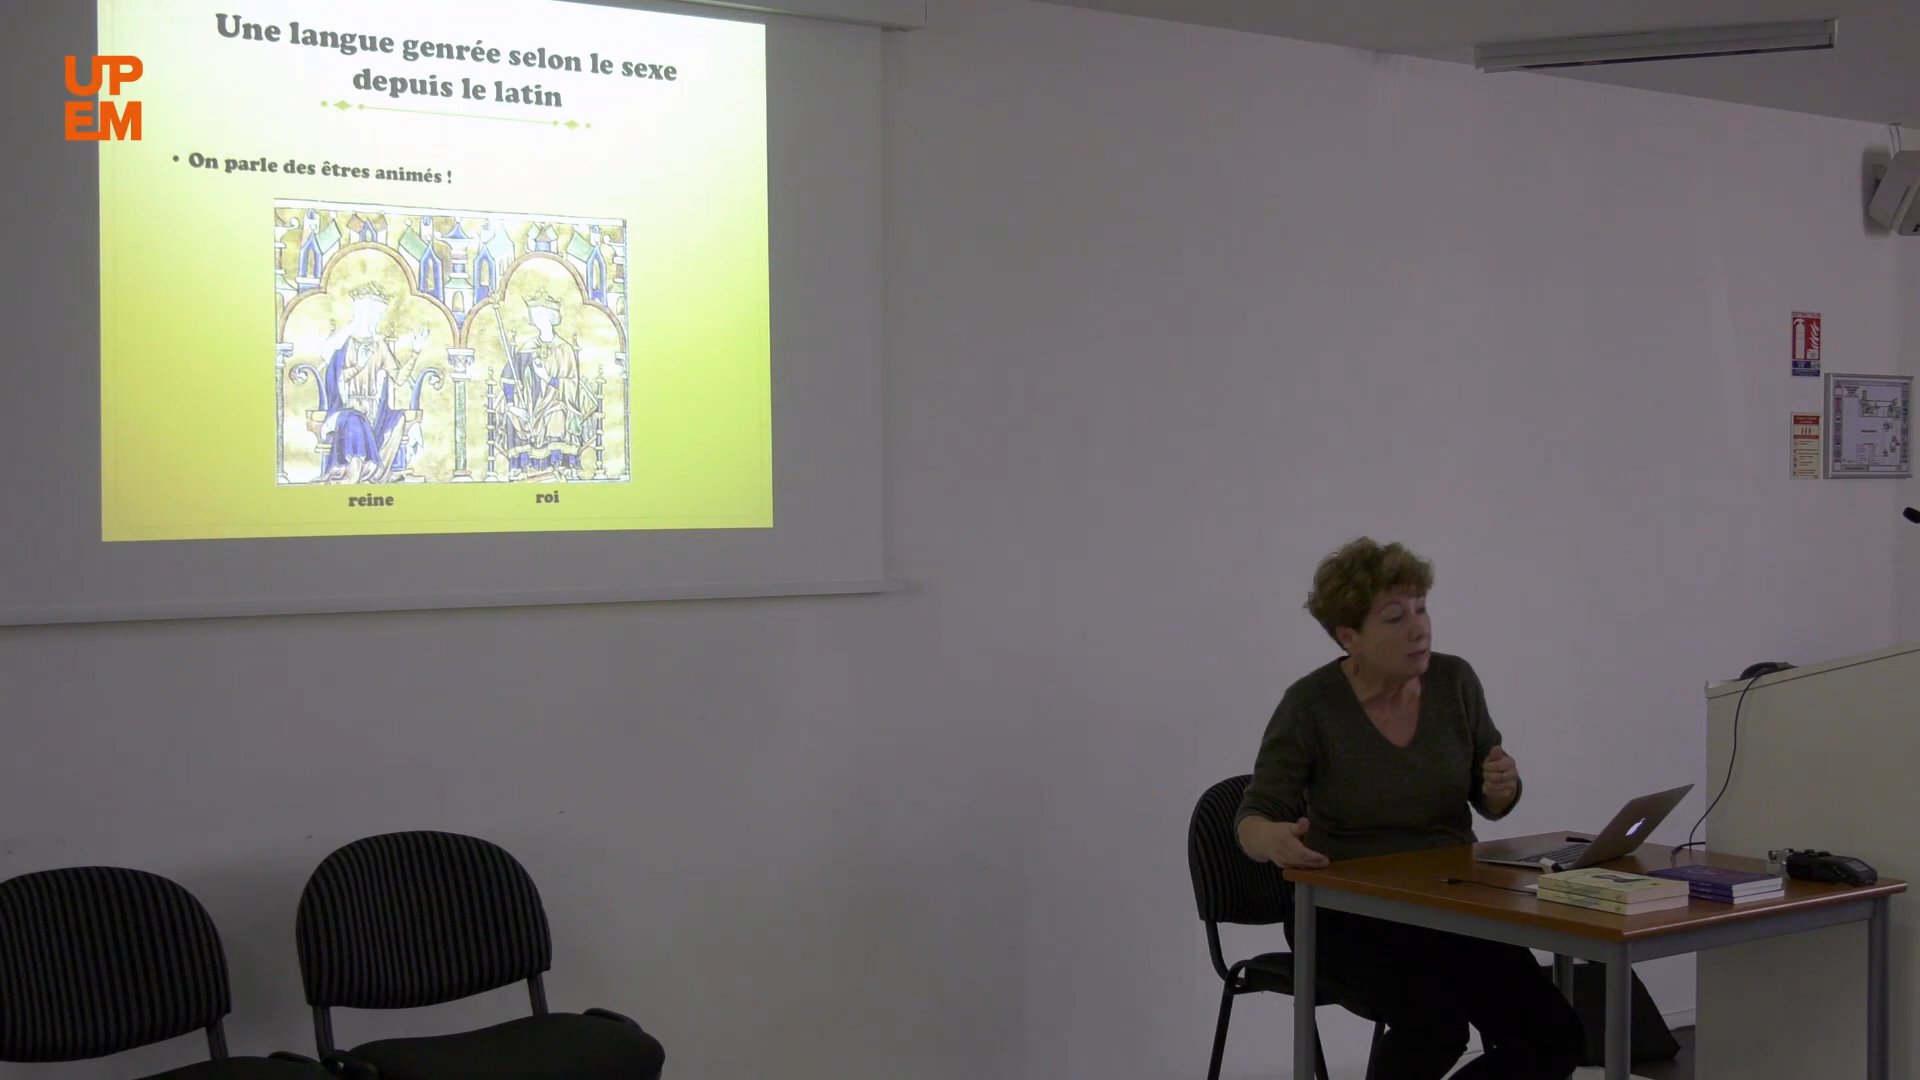 UP
EM
Une langue genrée selon le sexe
depuis le latin
• On parle des êtres animés !
reine
roi